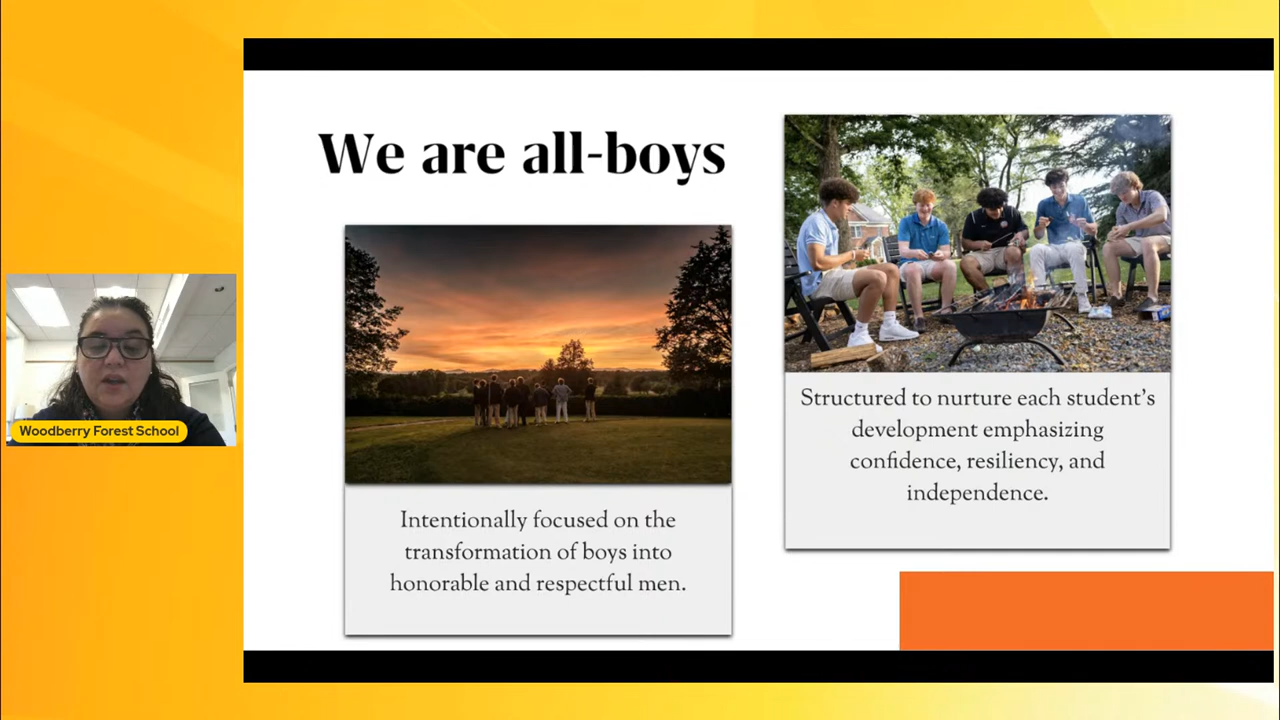 We are all-boys
Intentionally focused on the
transformation of boys into
honorable and respectful men.
Structured to nurture each student's
development emphasizing
confidence, resiliency, and
independence.
Woodberry Forest School